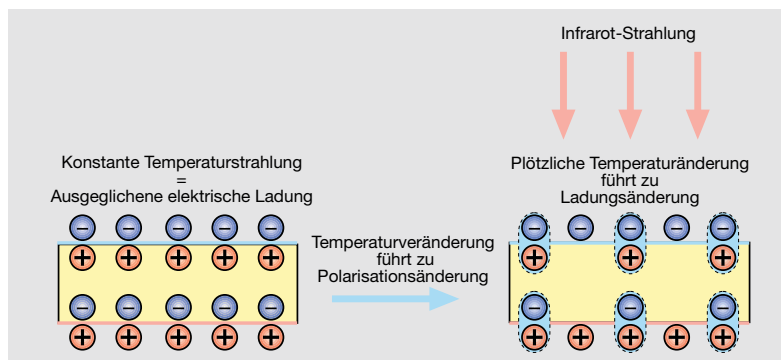 Infrarot-Strahlung
Konstante Temperaturstrahlung
=
Ausgeglichene elektrische Ladung
Plötzliche Temperaturänderung
führt zu
Ladungsänderung
− − − − −
+ + + + +
− − − − −
+ + + + +
Temperaturveränderung
führt zu
Polarisationsänderung
− − − − −
+ + +
− − −
+ + + + +